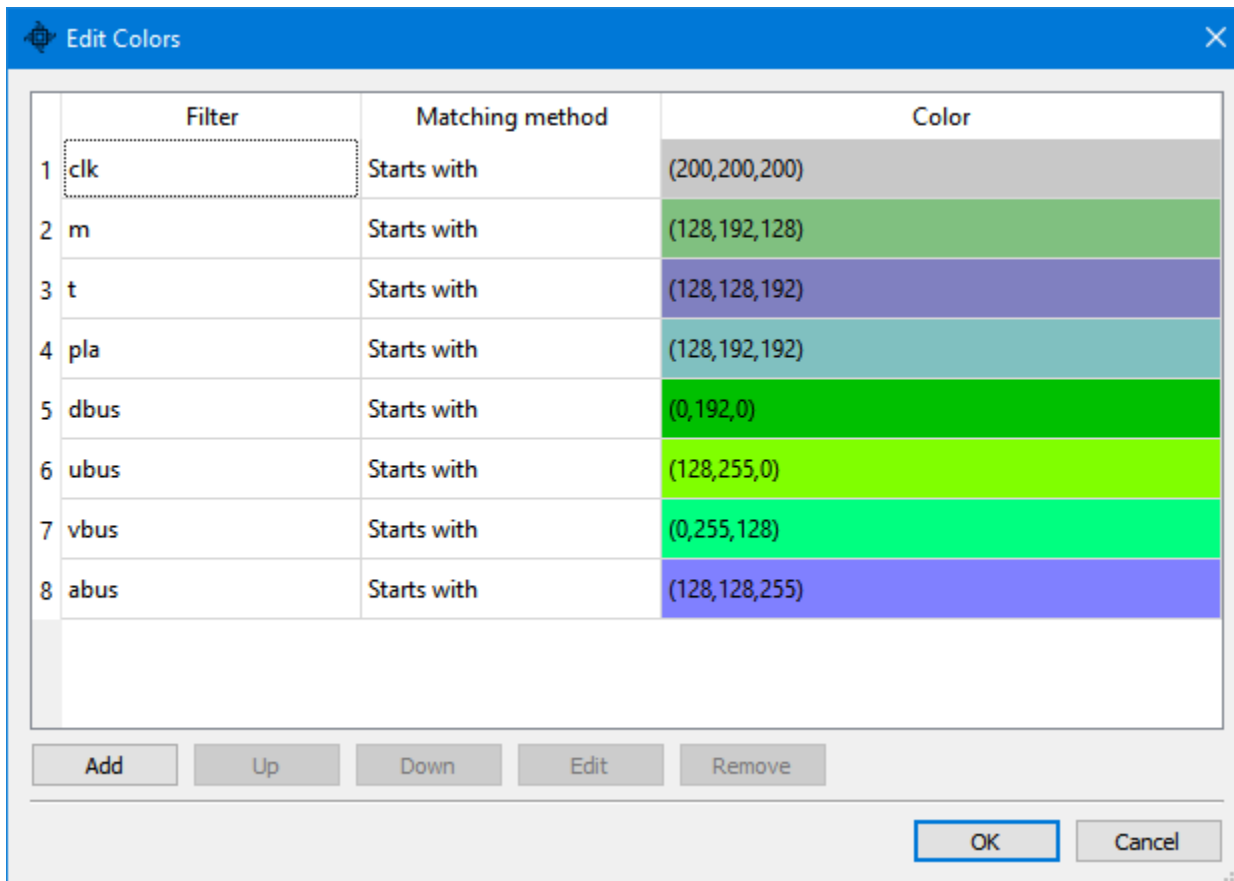 Edit Colors
Filter Matching method Color
1 clk Starts with (200,200,200)
2 m Starts with (128,192,128)
3 t Starts with (128,128,192)
4 pla Starts with (128,192,192)
5 dbus Starts with (0,192,0)
6 ubus Starts with (128,255,0)
7 vbus Starts with (0,255,128)
8 abus Starts with (128,128,255)
Add Up Down Edit Remove
OK Cancel